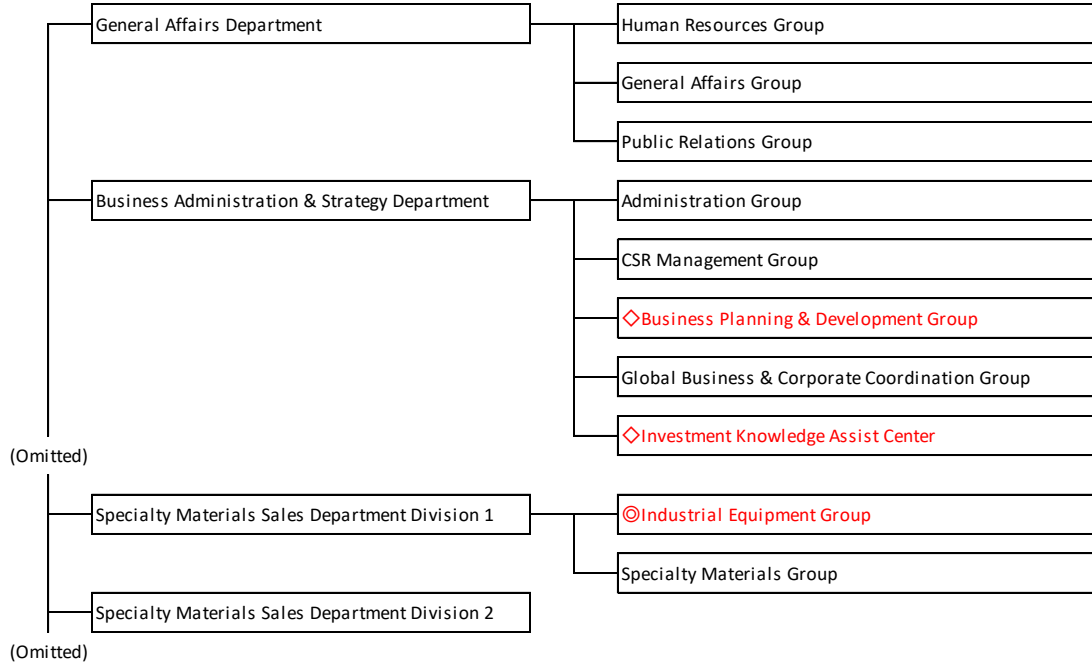 General Affairs Department
Human Resources Group
General Affairs Group
Public Relations Group
Business Administration & Strategy Department
Administration Group
CSR Management Group
◇Business Planning & Development Group
Global Business & Corporate Coordination Group
◇Investment Knowledge Assist Center
(Omitted)
Specialty Materials Sales Department Division 1
◎Industrial Equipment Group
Specialty Materials Group
Specialty Materials Sales Department Division 2
(Omitted)